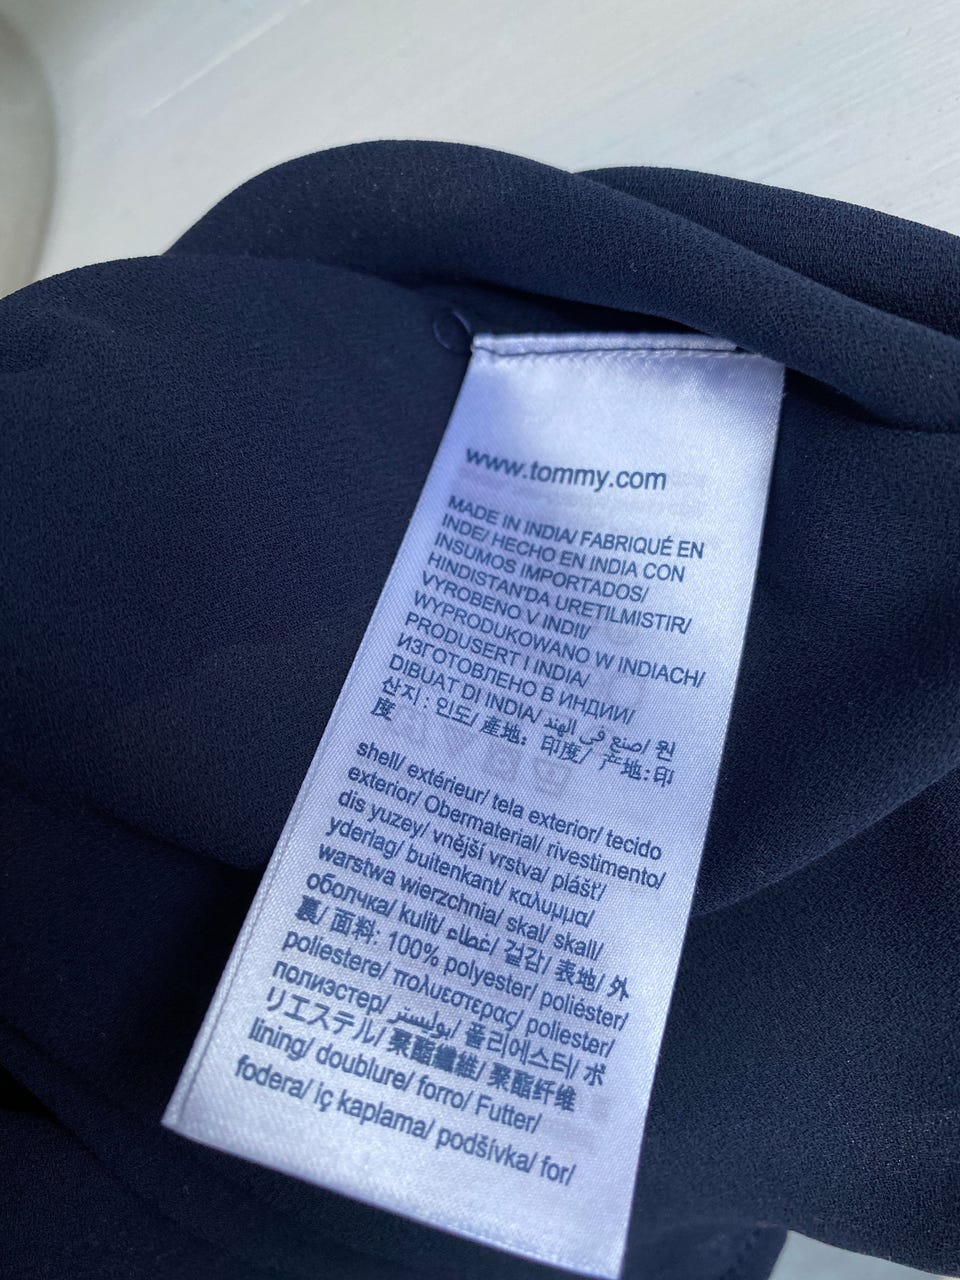 www.tommy.com
MADE IN INDIA/ FABRIQUÉ EN
INDE/ HECHO EN INDIA CON
INSUMOS IMPORTADOS/
HINDISTAN'DA URETILMISTIR/
VYROBENO V INDII/
WYPRODUKOWANO W INDIACH/
PRODUSERT I INDIA/
ИЗГОТОВЛЕНО В ИНДИИ/
DIBUAT DI INDIA/ صنع في الهند/ 원
산지 : 인도/ 產地: 印度/ 产地:印
度
shell/ extérieur/ tela exterior/ tecido
exterior/ Obermaterial/ rivestimento/
dis yuzey/ vnější vrstva/ plášť/
yderlag/ buitenkant/ καλυμμα/
warstwa wierzchnia/ skal/ skall/
оболчка/ kulit/ غطاء/ 겉감/ 表地/ 外
裏/ 面料: 100% polyester/ poliéster/
poliestere/ πολυεστερας/ poliester/
полиэстер/ بوليستر/ 폴리에스터/ ポ
リエステル/ 聚酯纖維/ 聚酯纤维
lining/ doublure/ forro/ Futter/
fodera/ iç kaplama/ podšívka/ for/